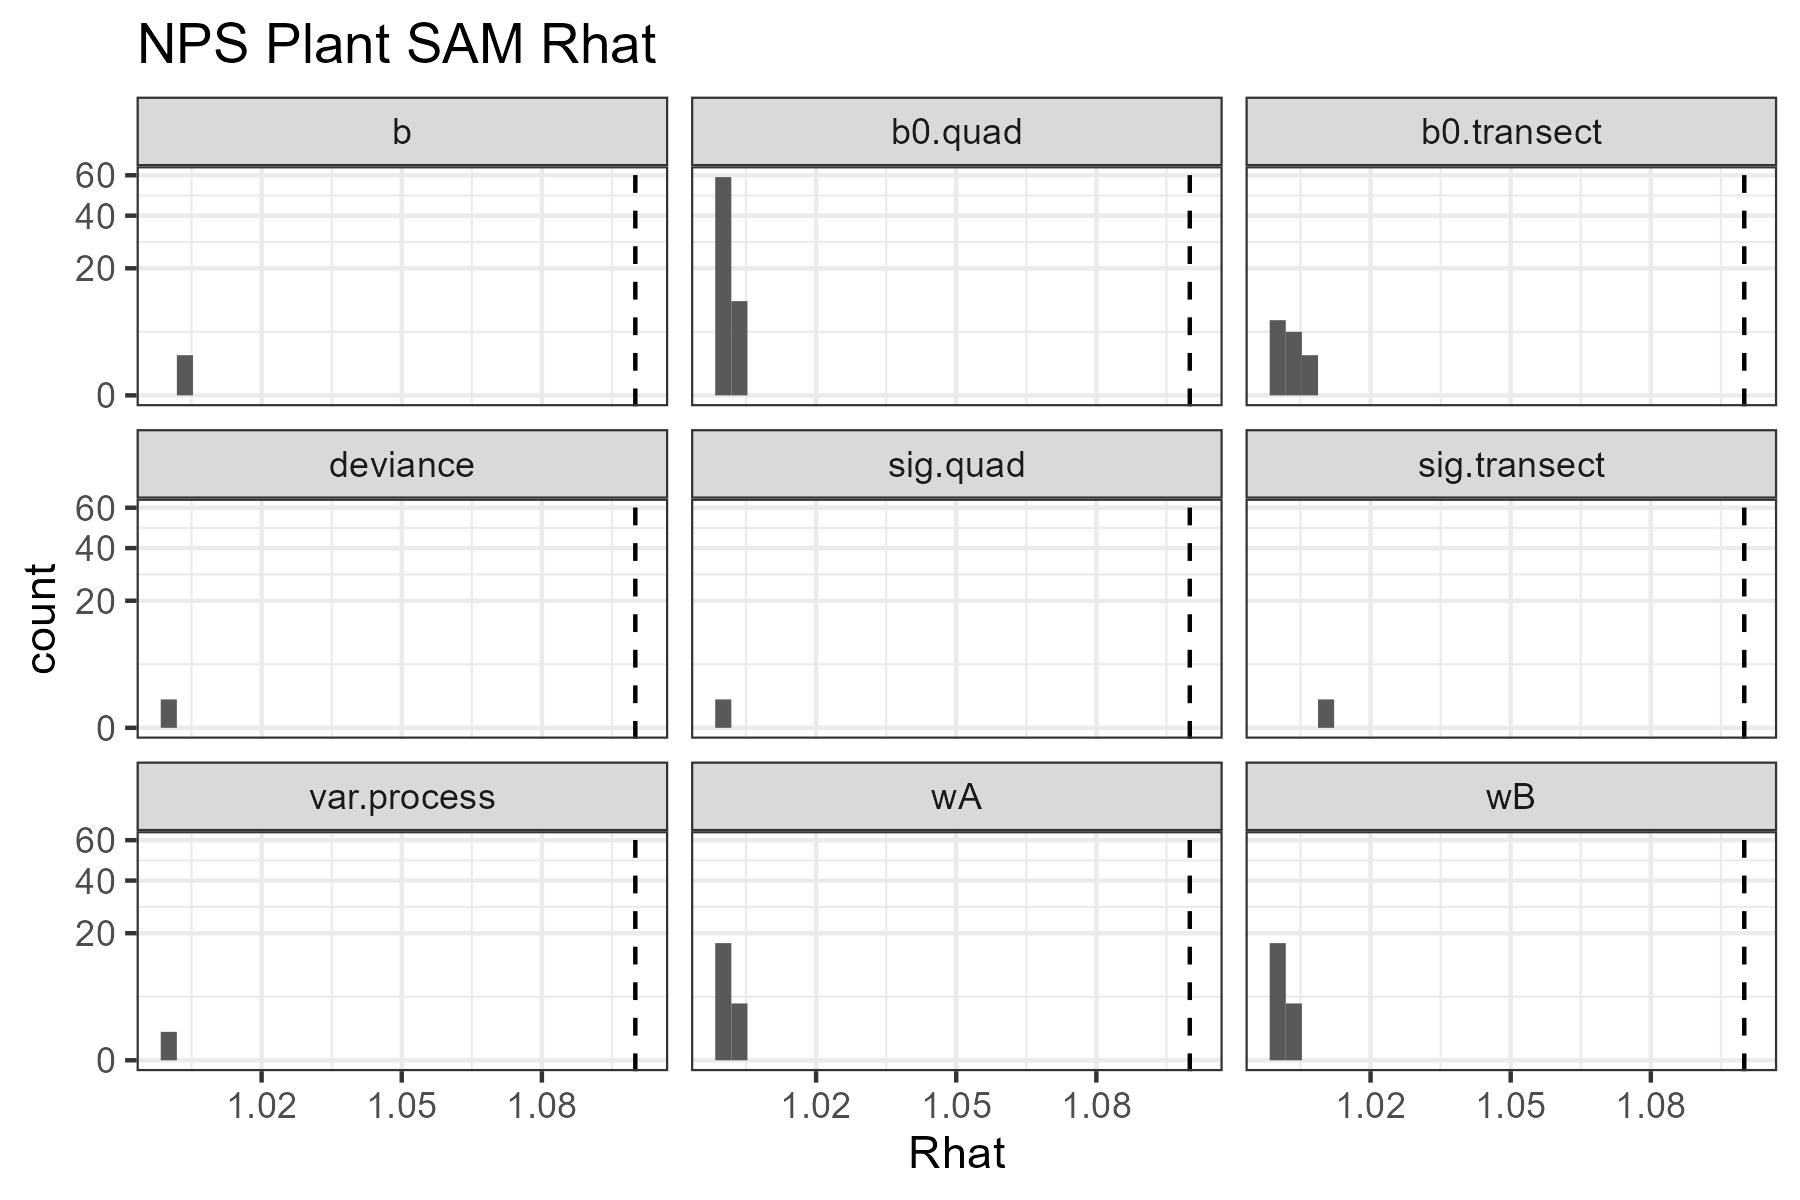 NPS Plant SAM Rhat
b b0.quad b0.transect
60
40
20
0
deviance sig.quad sig.transect
60
40
20
0
var.process wA wB
60
40
20
0
count
1.02 1.05 1.08 1.02 1.05 1.08 1.02 1.05 1.08
Rhat